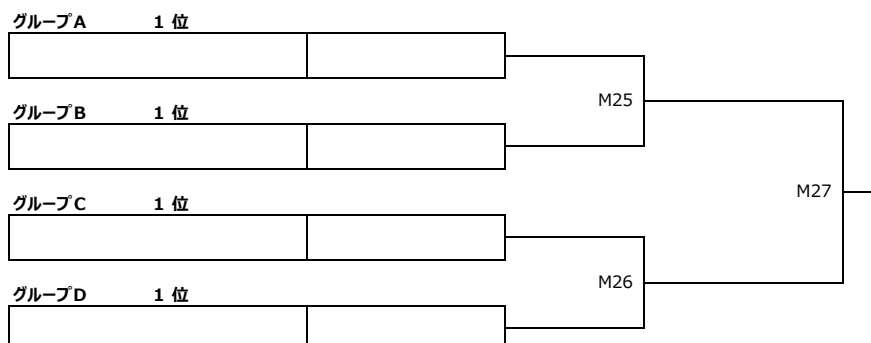 グループA 1 位
M25
グループB 1 位
M27
グループC 1 位
M26
グループD 1 位